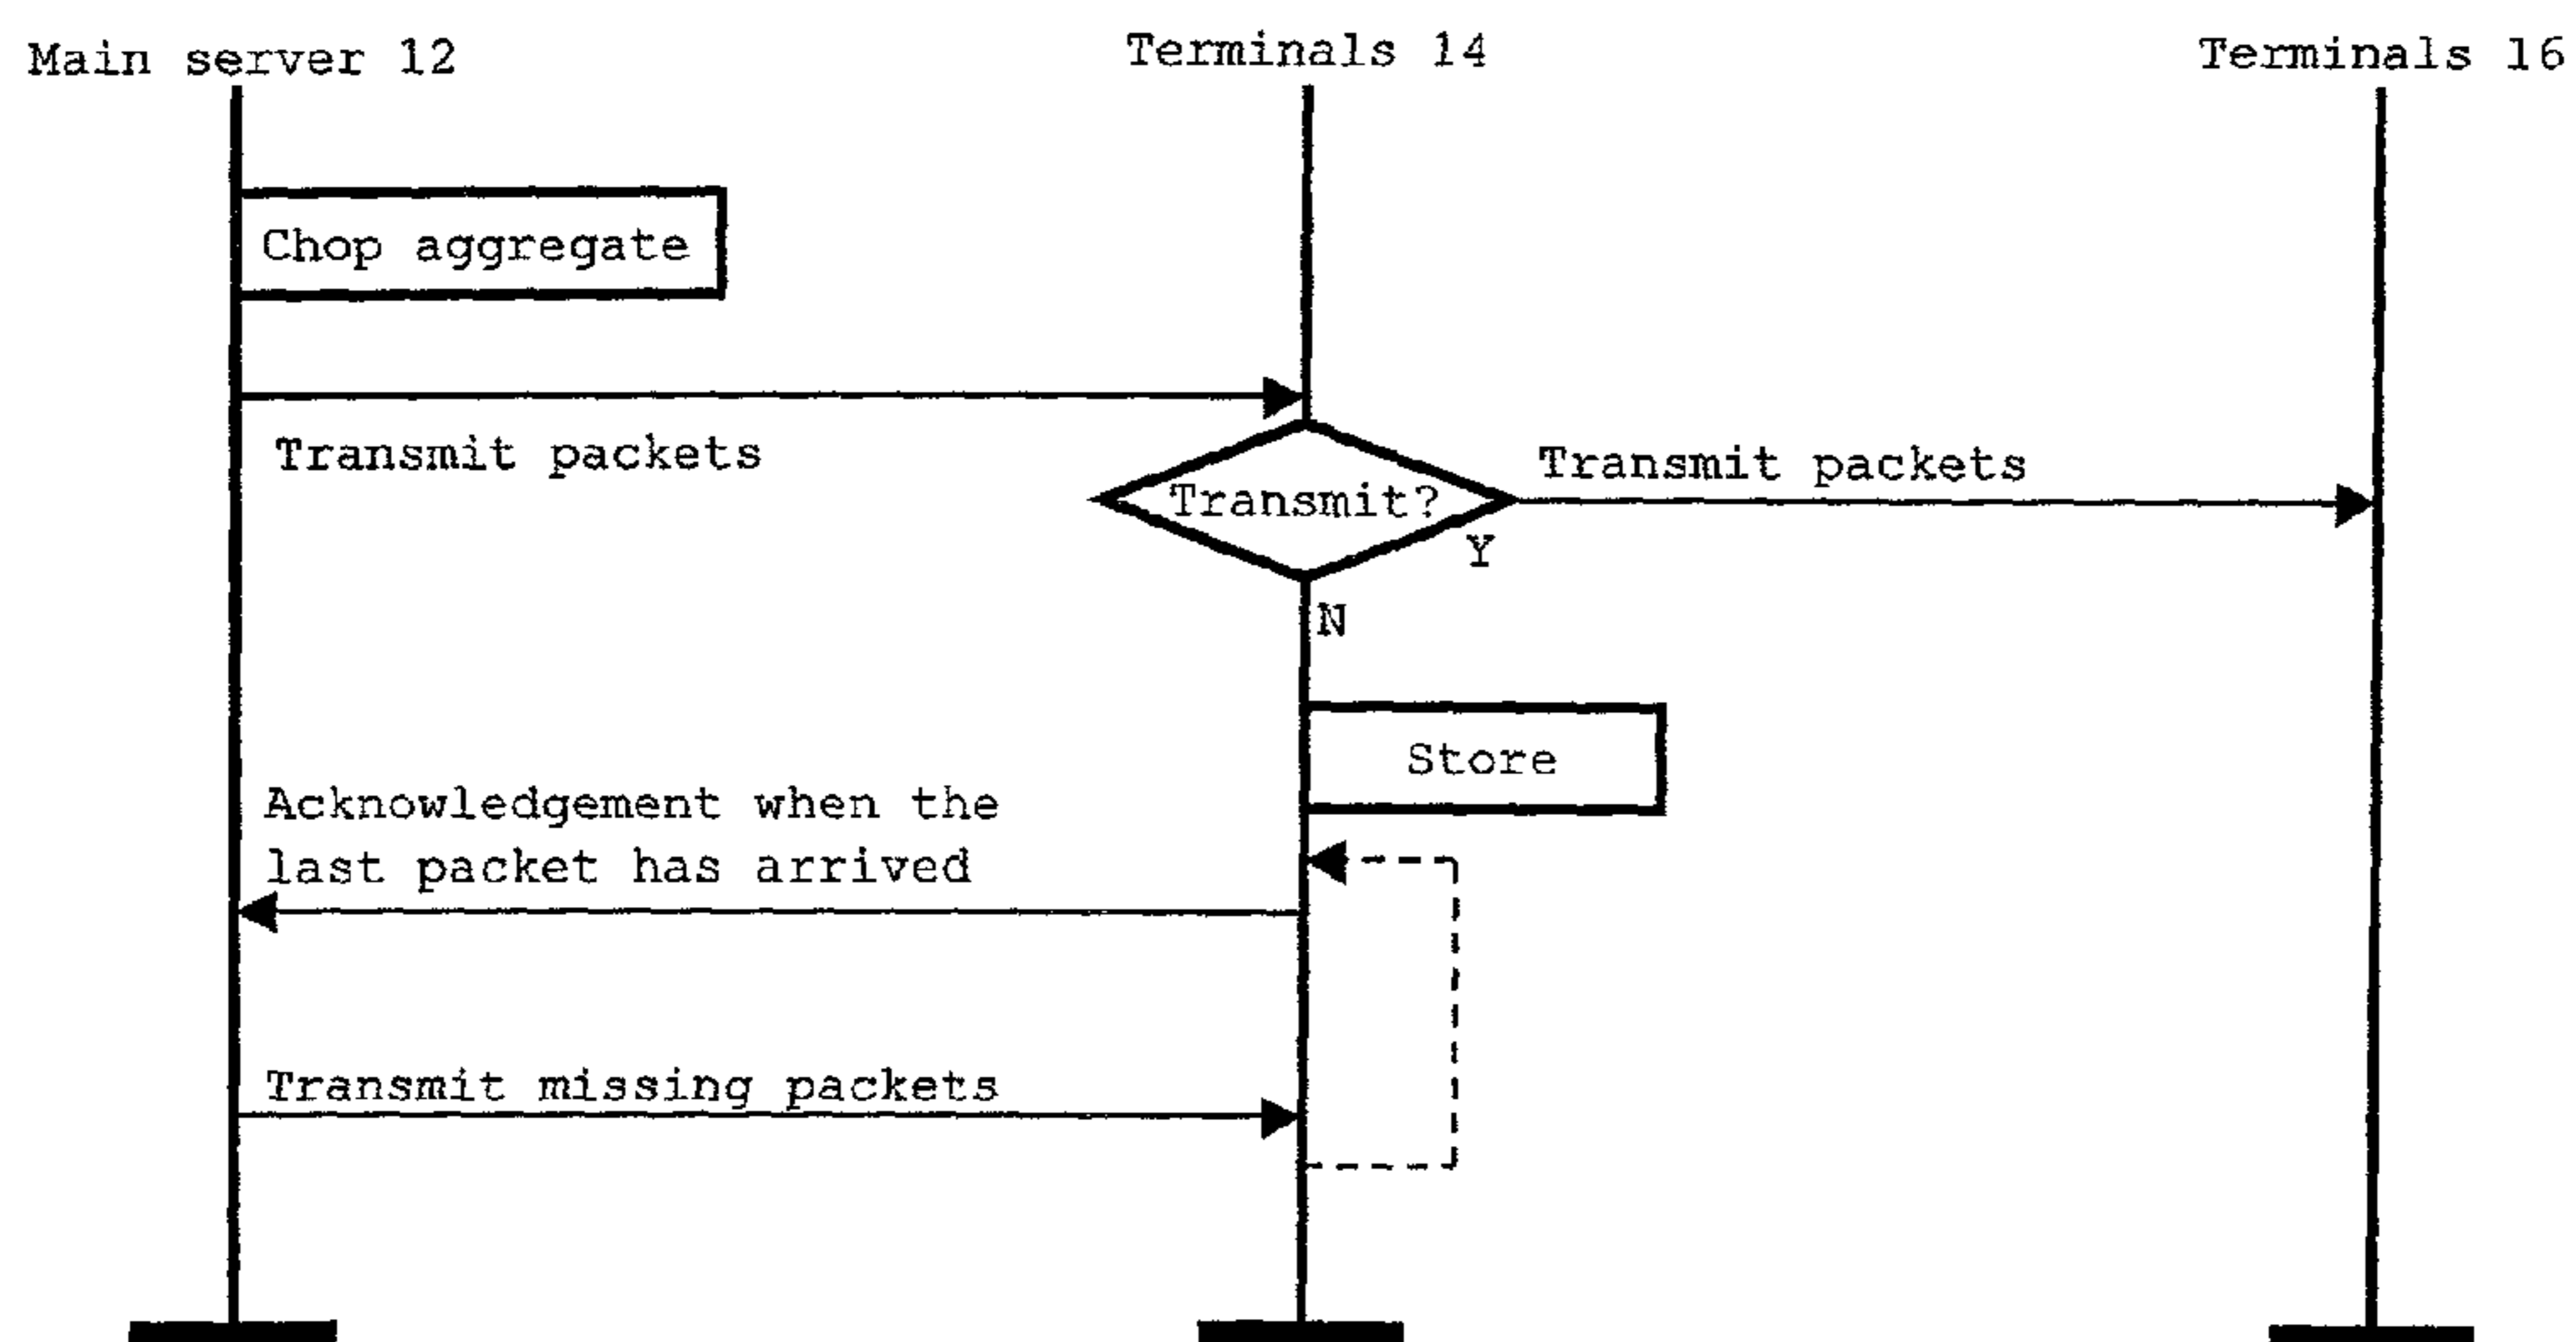 Main server 12
Terminals 14
Terminals 16
Chop aggregate
Transmit packets
Transmit?
Transmit packets
Y
N
Store
Acknowledgement when the
last packet has arrived
Transmit missing packets